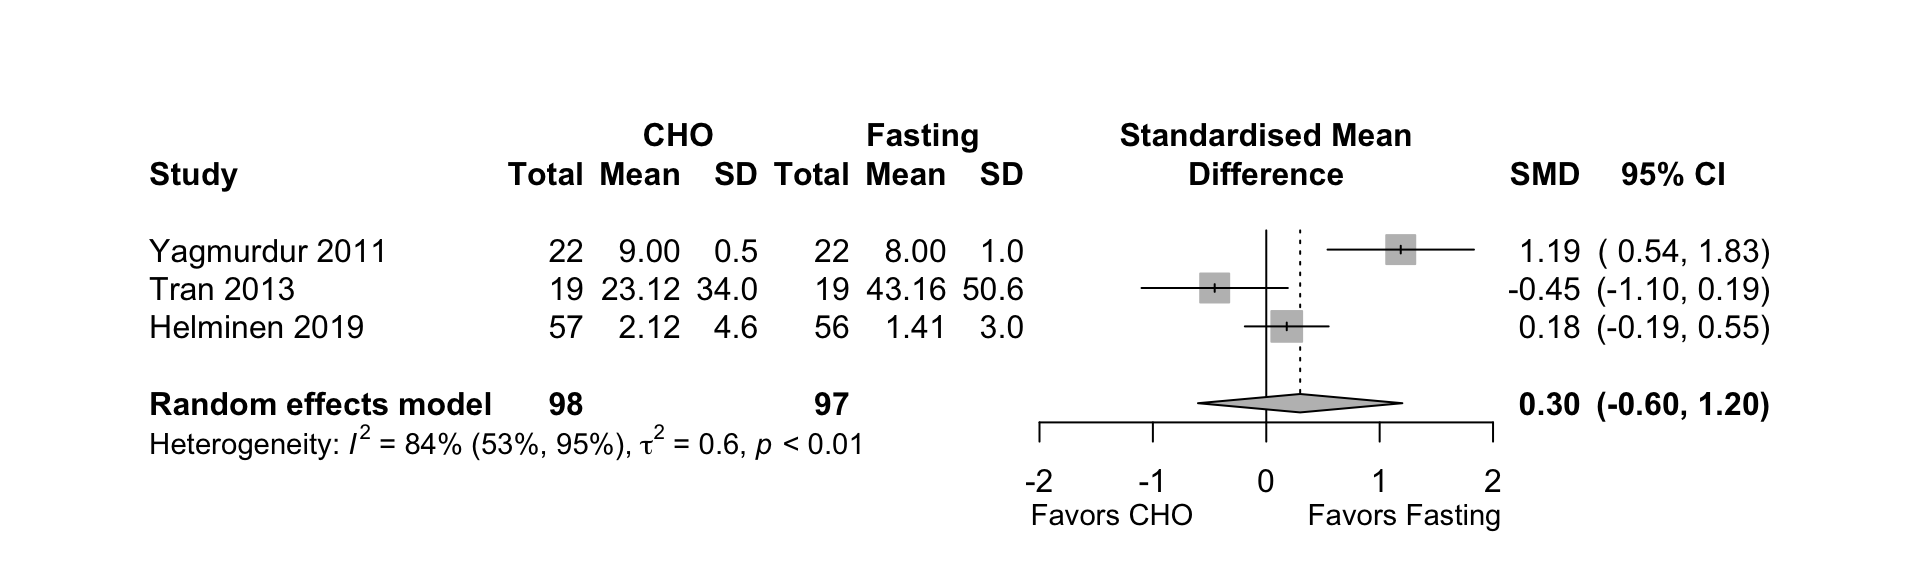 CHO Fasting Standardised Mean
Study Total Mean SD Total Mean SD Difference SMD 95% CI
Yagmurdur 2011 22 9.00 0.5 22 8.00 1.0 1.19 ( 0.54, 1.83)
Tran 2013 19 23.12 34.0 19 43.16 50.6 -0.45 (-1.10, 0.19)
Helminen 2019 57 2.12 4.6 56 1.41 3.0 0.18 (-0.19, 0.55)
Random effects model 98 97 0.30 (-0.60, 1.20)
Heterogeneity: I² = 84% (53%, 95%), τ² = 0.6, p < 0.01
-2 -1 0 1 2
Favors CHO Favors Fasting